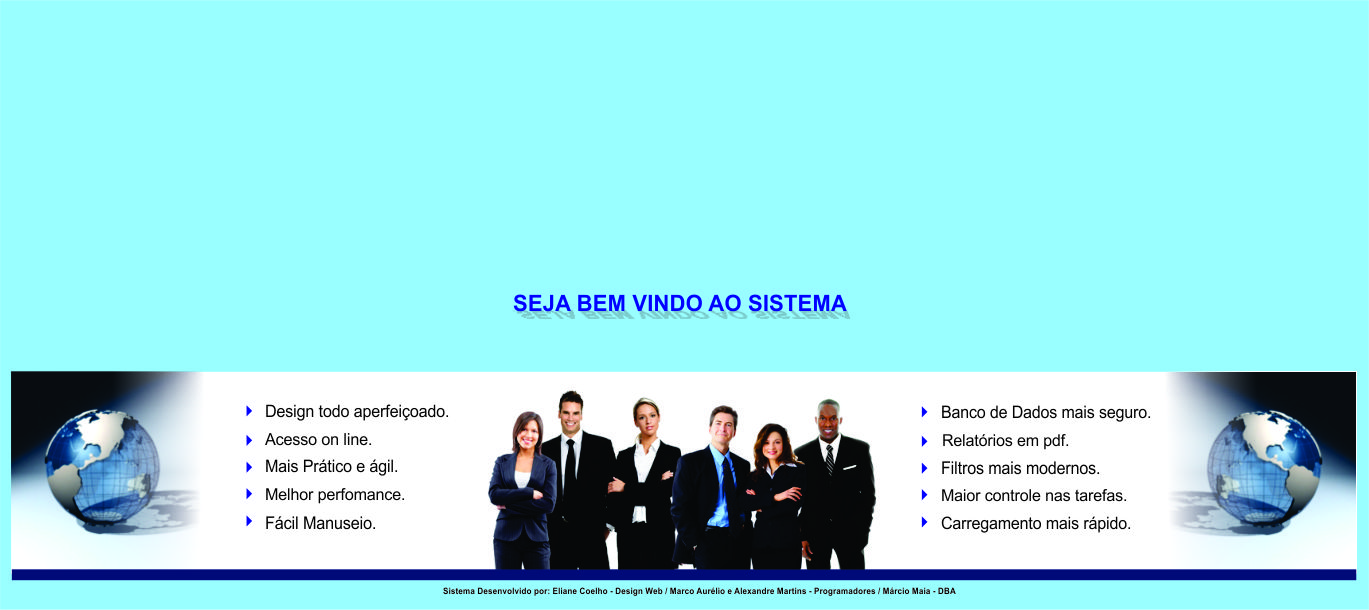 SEJA BEM VINDO AO SISTEMA
Design todo aperfeiçoado.
Acesso on line.
Mais Prático e ágil.
Melhor perfomance.
Fácil Manuseio.
Banco de Dados mais seguro.
Relatórios em pdf.
Filtros mais modernos.
Maior controle nas tarefas.
Carregamento mais rápido.
Sistema Desenvolvido por: Eliane Coelho - Design Web / Marco Aurélio e Alexandre Martins - Programadores / Márcio Maia - DBA